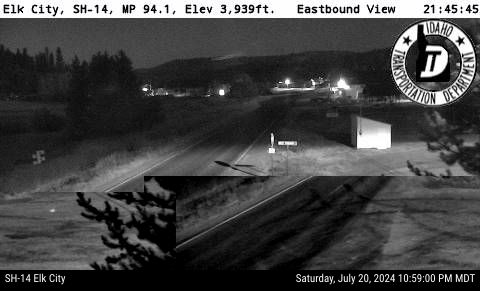 Elk City, SH-14, MP 94.1, Elev 3,939ft. Eastbound View 21:45:45
IDAHO
TRANSPORTATION DEPARTMENT
SH-14 Elk City Saturday, July 20, 2024 10:59:00 PM MDT